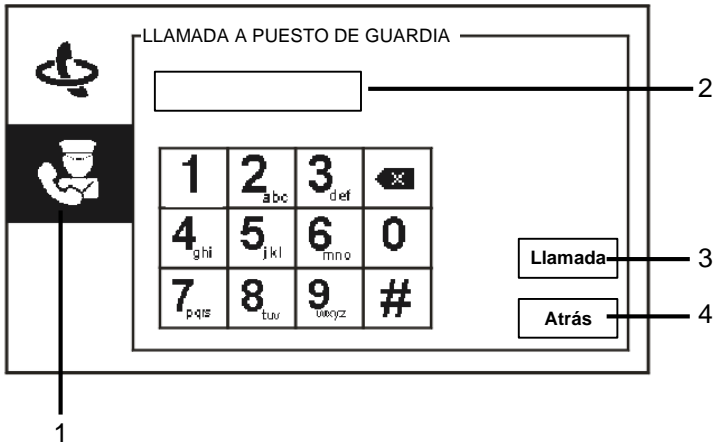 LLAMADA A PUESTO DE GUARDIA
2
1 2 abc 3 def
4 ghi 5 jkl 6 mno 0
Llamada 3
7 pqrs 8 tuv 9 wxyz #
Atrás 4
1